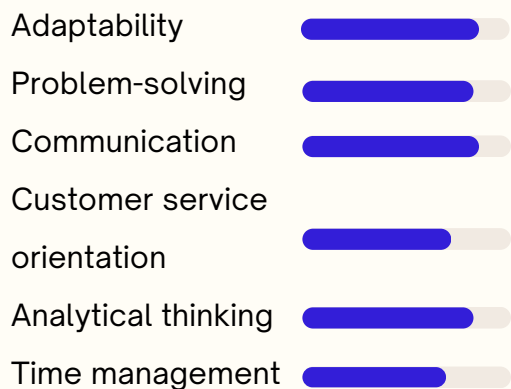 Adaptability
Problem-solving
Communication
Customer service
orientation
Analytical thinking
Time management